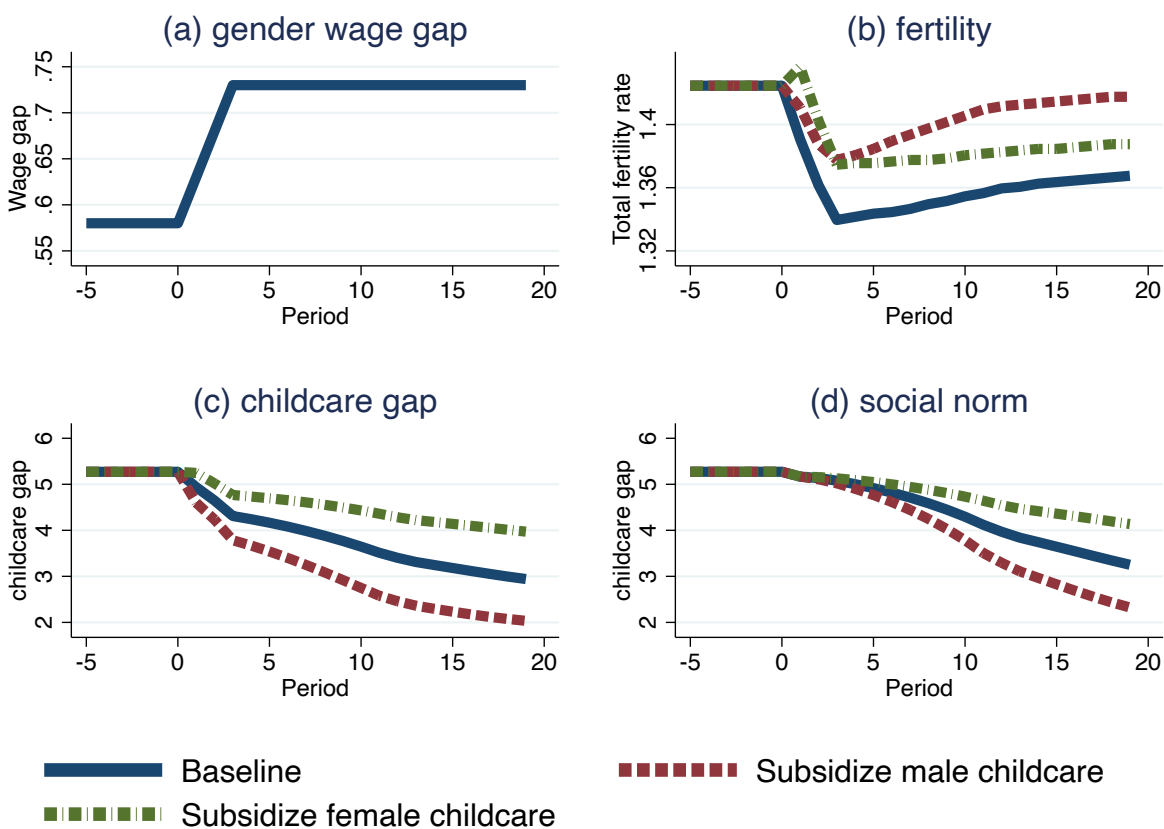 (a) gender wage gap
Wage gap
.75
.7
.65
.6
.55
-5 0 5 10 15 20
Period
(b) fertility
Total fertility rate
1.4
1.36
1.32
-5 0 5 10 15 20
Period
(c) childcare gap
childcare gap
6
5
4
3
2
-5 0 5 10 15 20
Period
(d) social norm
childcare gap
6
5
4
3
2
-5 0 5 10 15 20
Period
Baseline
Subsidize male childcare
Subsidize female childcare